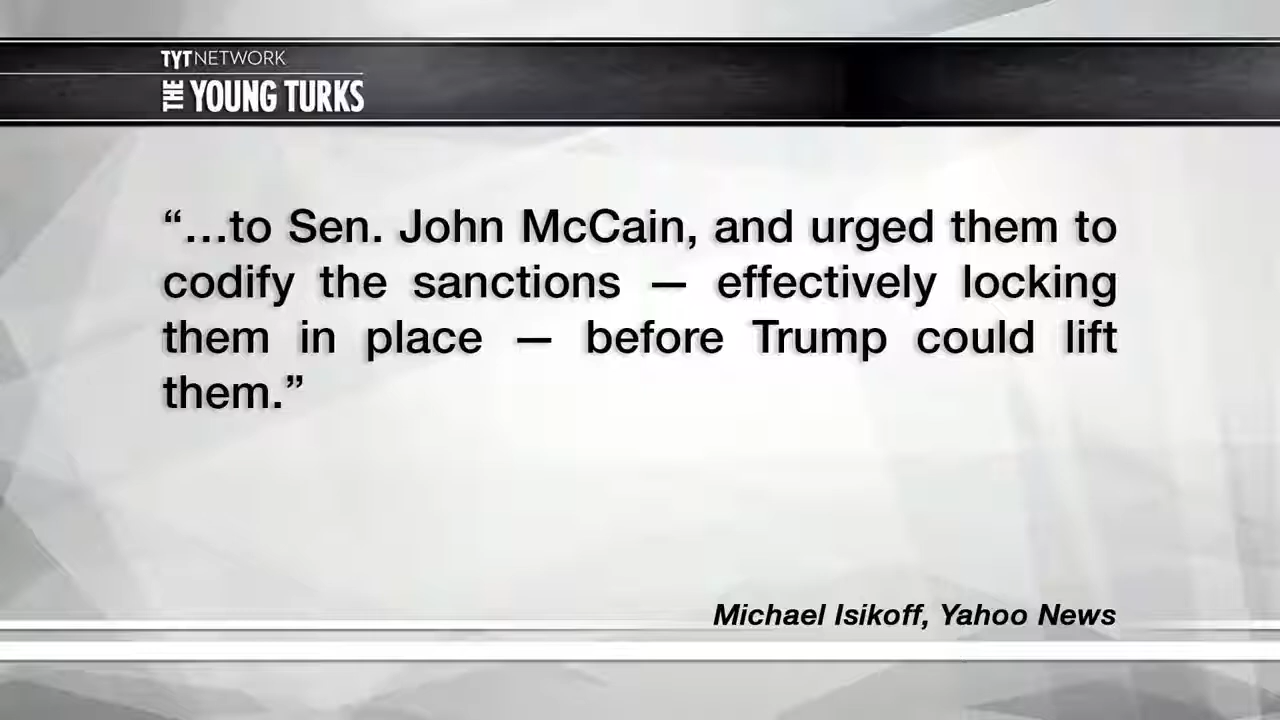 TYTNETWORK
THE YOUNG TURKS
“…to Sen. John McCain, and urged them to
codify the sanctions — effectively locking
them in place — before Trump could lift
them.”
Michael Isikoff, Yahoo News